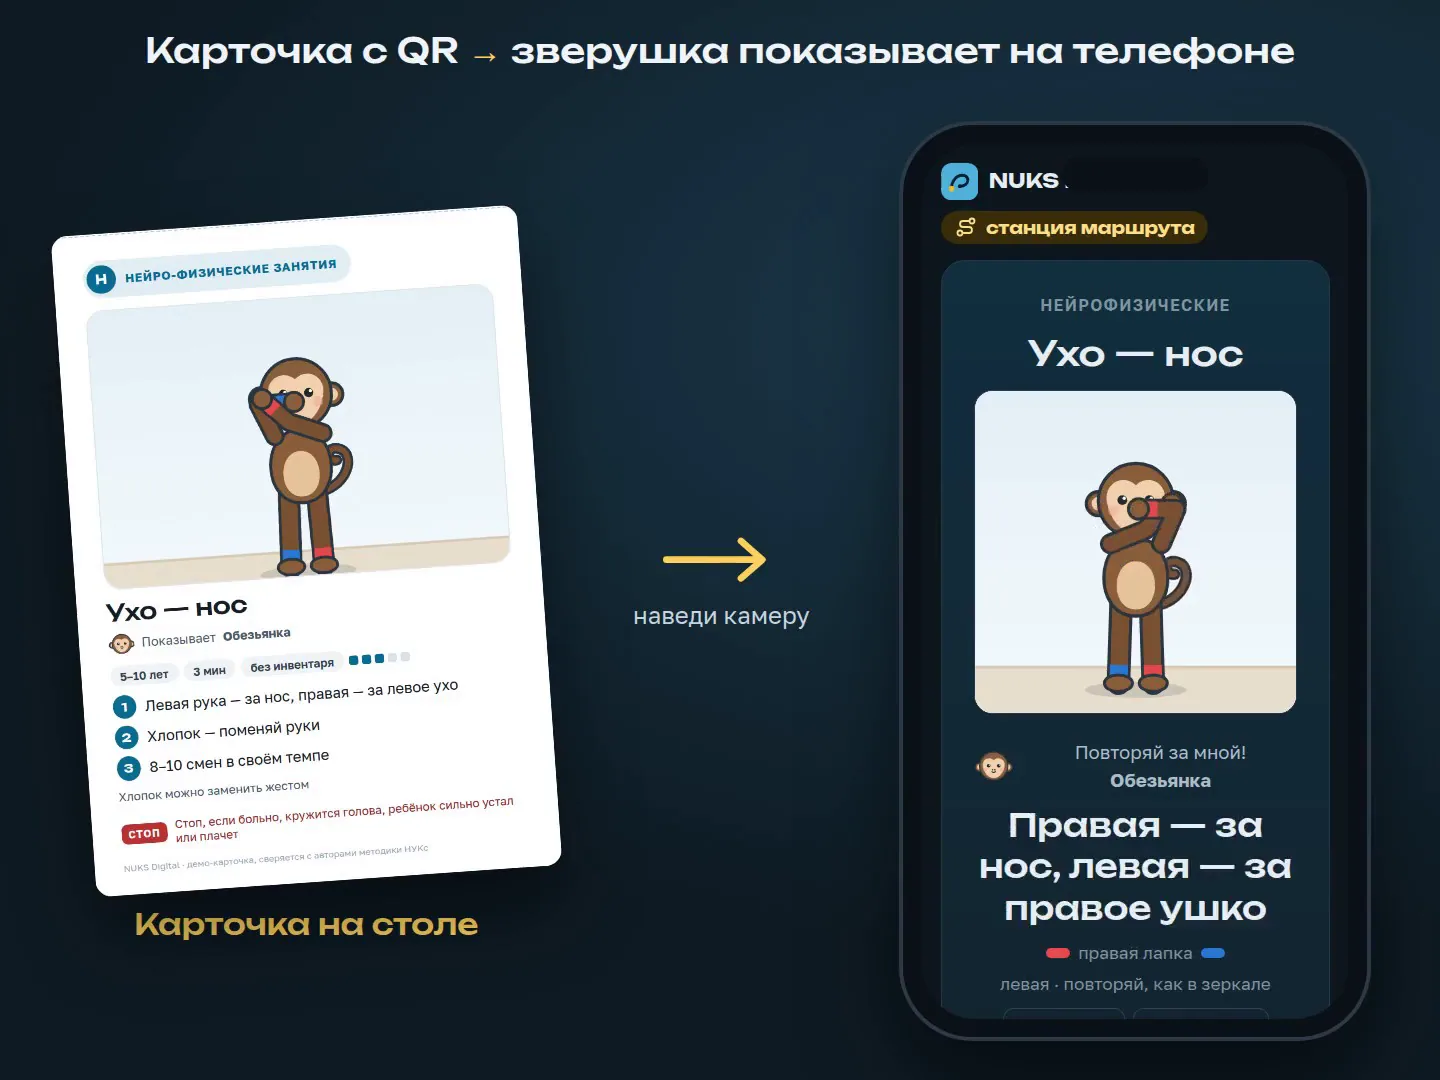 Карточка с QR → зверушка показывает на телефоне
Н НЕЙРО-ФИЗИЧЕСКИЕ ЗАНЯТИЯ
Ухо — нос
Показывает Обезьянка
5–10 лет 3 мин без инвентаря
1 Левая рука — за нос, правая — за левое ухо
2 Хлопок — поменяй руки
3 8–10 смен в своём темпе
Хлопок можно заменить жестом
СТОП Стоп, если больно, кружится голова, ребёнок сильно устал
или плачет
NUKS Digital · демо-карточка, сверяется с авторами методики НУКс
Карточка на столе
наведи камеру
NUKS
станция маршрута
НЕЙРОФИЗИЧЕСКИЕ
Ухо — нос
Повторяй за мной!
Обезьянка
Правая — за
нос, левая — за
правое ушко
правая лапка
левая · повторяй, как в зеркале